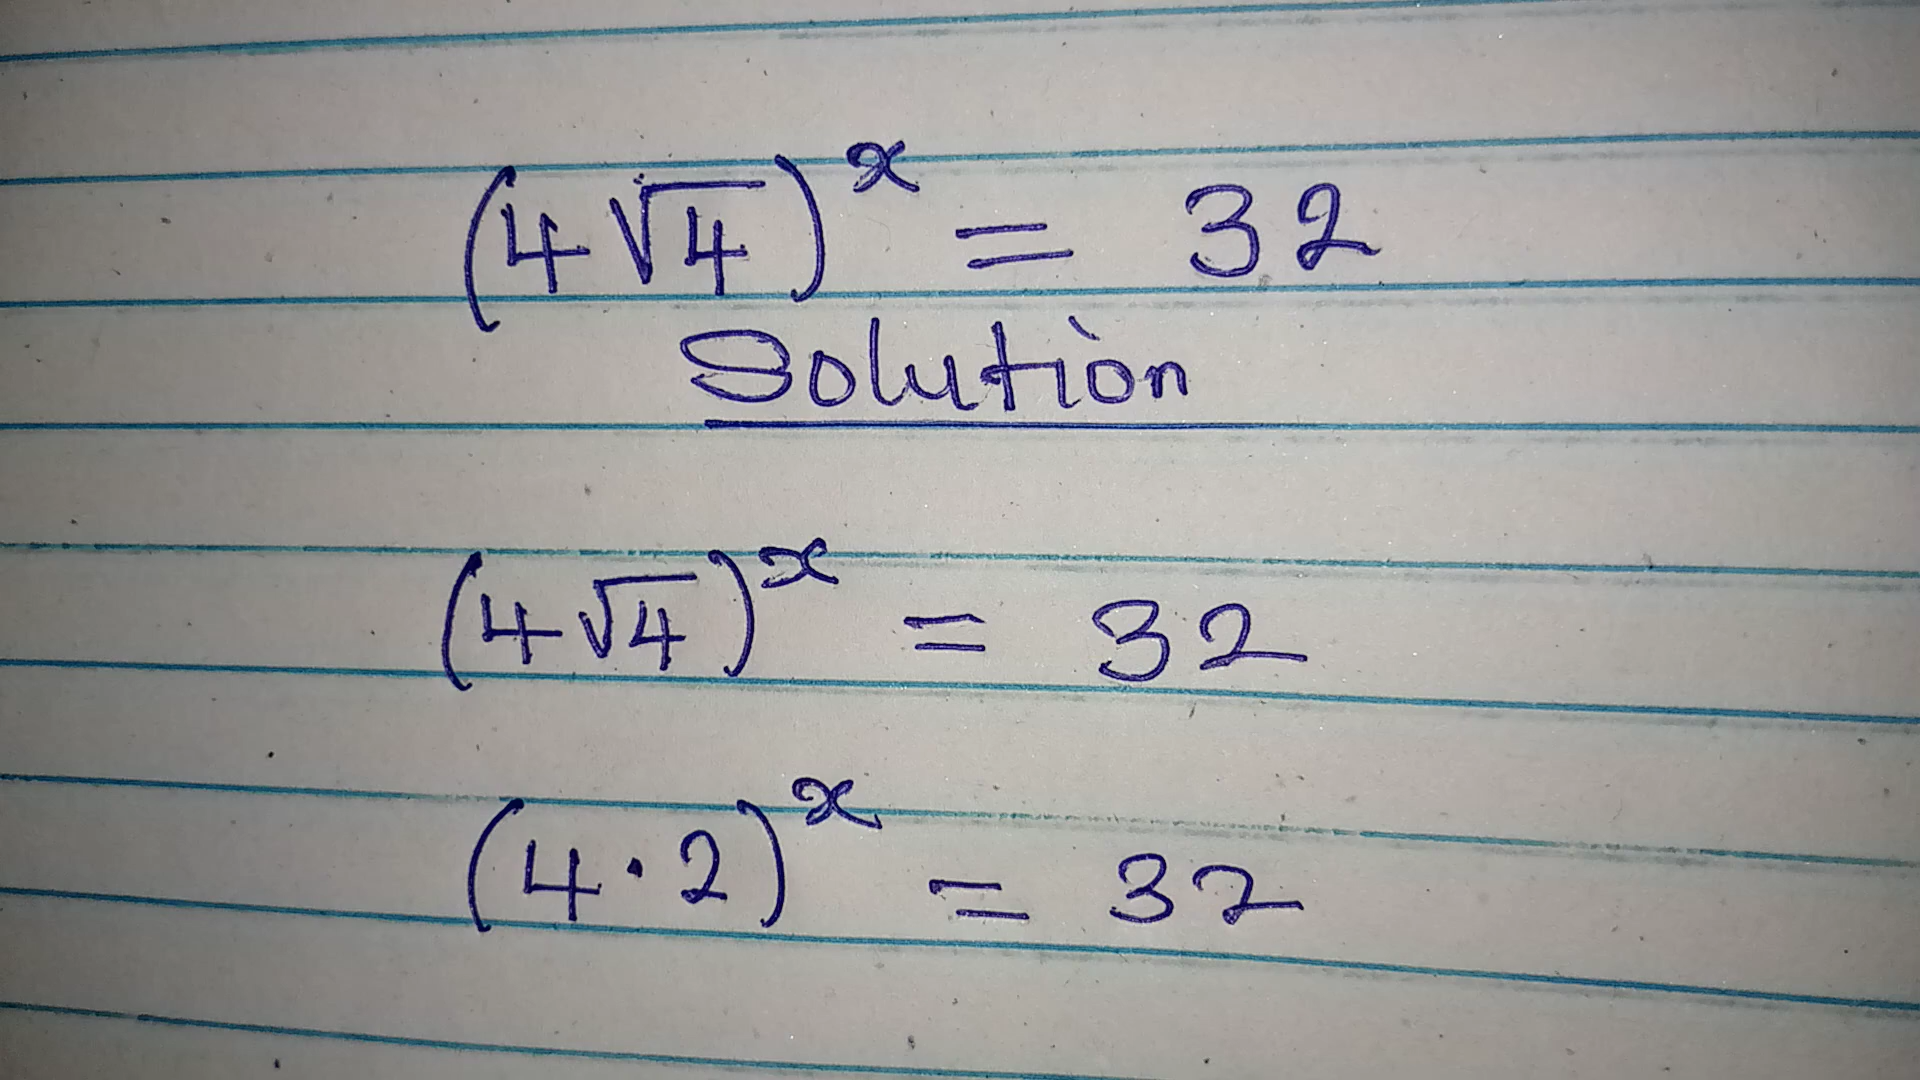 (4√4)ˣ = 32
Solution
(4√4)ˣ = 32
(4·2)ˣ = 32